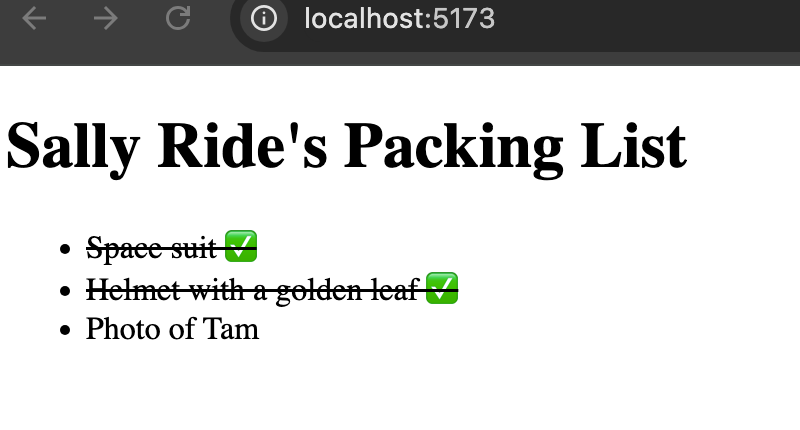 localhost:5173
Sally Ride's Packing List
Space suit ✅
Helmet with a golden leaf ✅
Photo of Tam